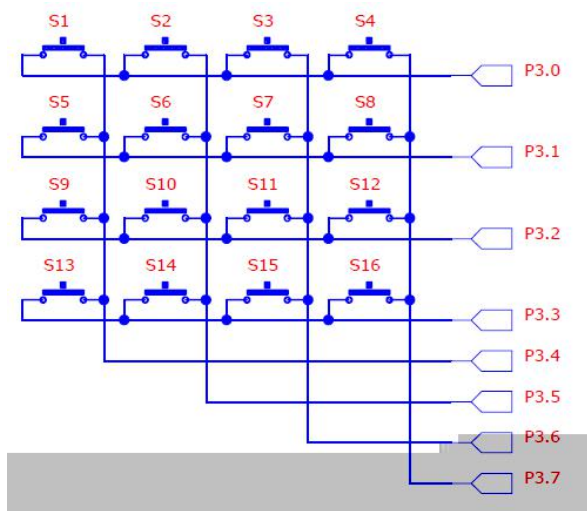 S1 S2 S3 S4
P3.0
S5 S6 S7 S8
P3.1
S9 S10 S11 S12
P3.2
S13 S14 S15 S16
P3.3
P3.4
P3.5
P3.6
P3.7